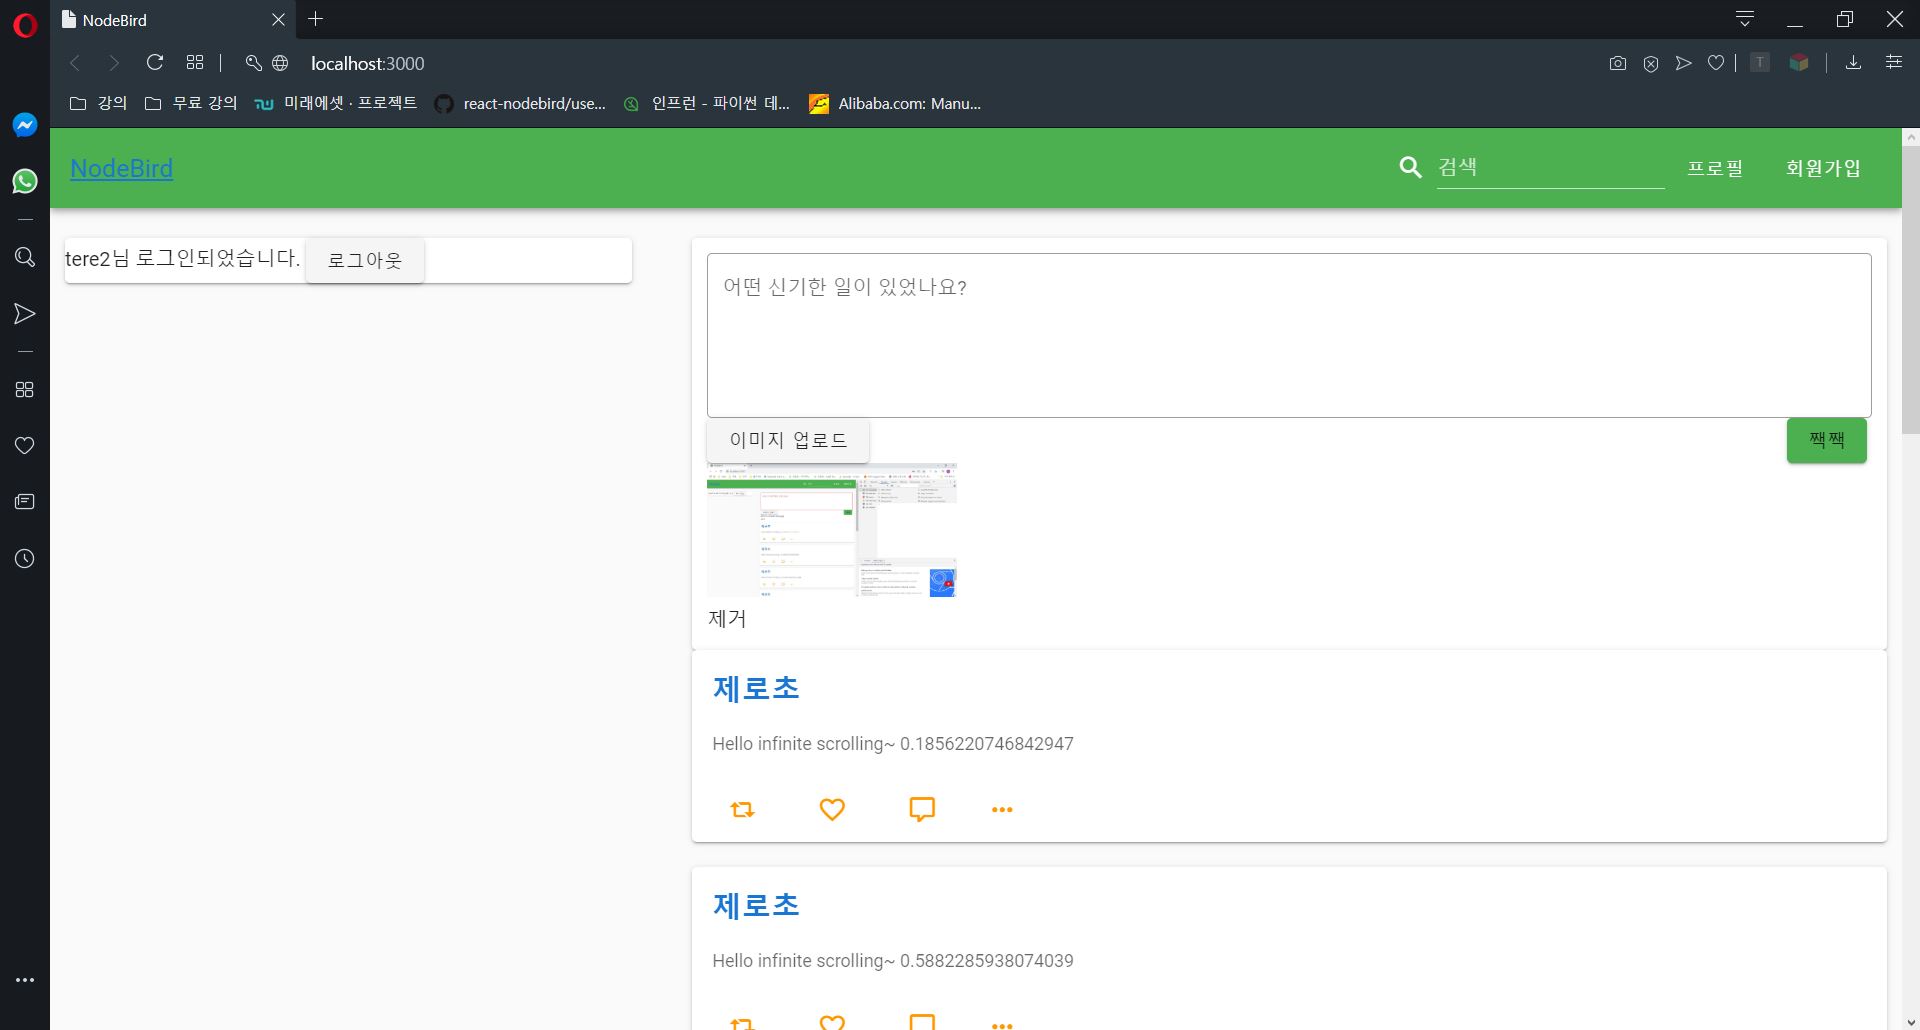 NodeBird
localhost:3000
강의
무료 강의
미래에셋 · 프로젝트
react-nodebird/use...
인프런 - 파이썬 데...
Alibaba.com: Manu...
NodeBird
검색
프로필
회원가입
tere2님 로그인되었습니다.
로그아웃
어떤 신기한 일이 있었나요?
이미지 업로드
짹짹
제거
제로초
Hello infinite scrolling~ 0.1856220746842947
제로초
Hello infinite scrolling~ 0.5882285938074039